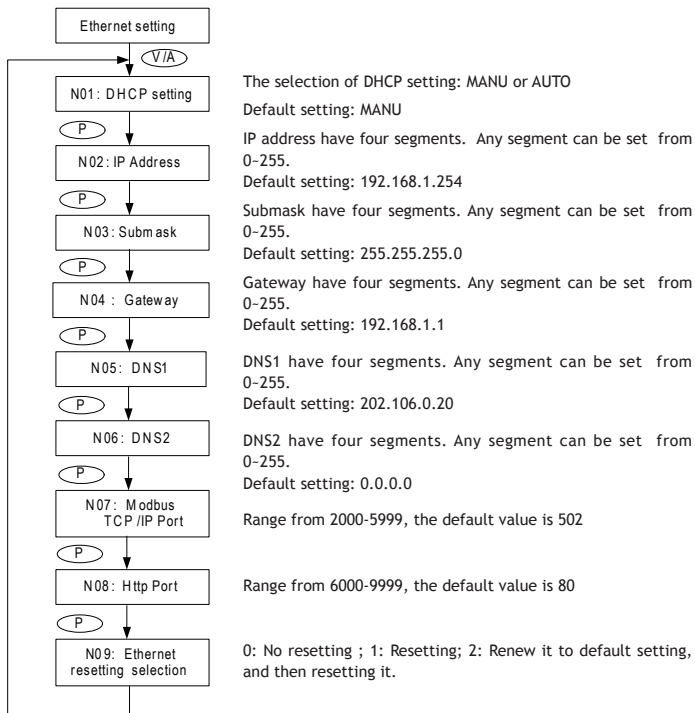 Ethernet setting
V/A
N01: DHCP setting
The selection of DHCP setting: MANU or AUTO
Default setting: MANU
P
N02: IP Address
IP address have four segments. Any segment can be set from
0~255.
Default setting: 192.168.1.254
P
N03: Submask
Submask have four segments. Any segment can be set from
0~255.
Default setting: 255.255.255.0
P
N04 : Gateway
Gateway have four segments. Any segment can be set from
0~255.
Default setting: 192.168.1.1
P
N05: DNS1
DNS1 have four segments. Any segment can be set from
0~255.
Default setting: 202.106.0.20
P
N06: DNS2
DNS2 have four segments. Any segment can be set from
0~255.
Default setting: 0.0.0.0
P
N07: Modbus
TCP/IP Port
Range from 2000-5999, the default value is 502
P
N08: Http Port
Range from 6000-9999, the default value is 80
P
N09: Ethernet
resetting selection
0: No resetting ; 1: Resetting; 2: Renew it to default setting,
and then resetting it.